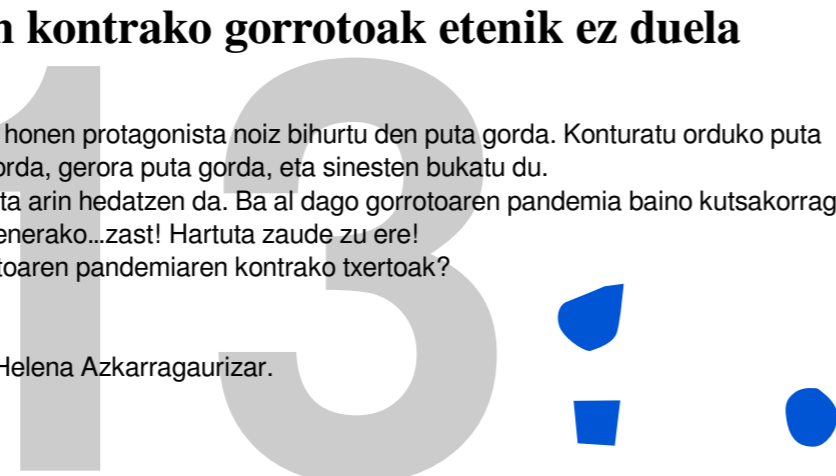 n kontrako gorrotoak etenik ez duela
honen protagonista noiz bihurtu den puta gorda. Konturatu orduko puta
orda, gerora puta gorda, eta sinesten bukatu du.
ta arin hedatzen da. Ba al dago gorrotoaren pandemia baino kutsakorrag
enerako...zast! Hartuta zaude zu ere!
toaren pandemiaren kontrako txertoak?
Helena Azkarragaurizar.
13